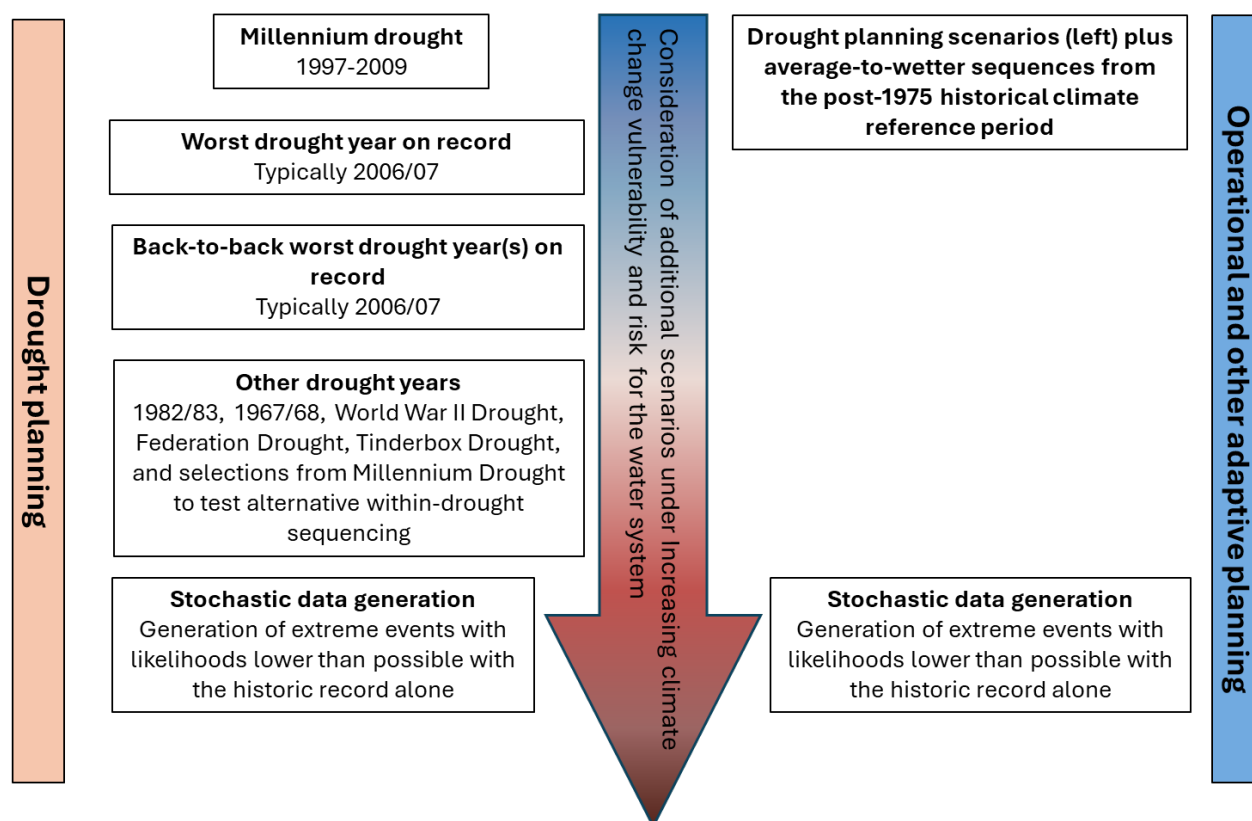 Drought planning
Millennium drought
1997-2009
Worst drought year on record
Typically 2006/07
Back-to-back worst drought year(s) on
record
Typically 2006/07
Other drought years
1982/83, 1967/68, World War II Drought,
Federation Drought, Tinderbox Drought,
and selections from Millennium Drought
to test alternative within-drought
sequencing
Stochastic data generation
Generation of extreme events with
likelihoods lower than possible with
the historic record alone
Consideration of additional scenarios under Increasing climate
change vulnerability and risk for the water system
Drought planning scenarios (left) plus
average-to-wetter sequences from
the post-1975 historical climate
reference period
Stochastic data generation
Generation of extreme events with
likelihoods lower than possible with
the historic record alone
Operational and other adaptive planning